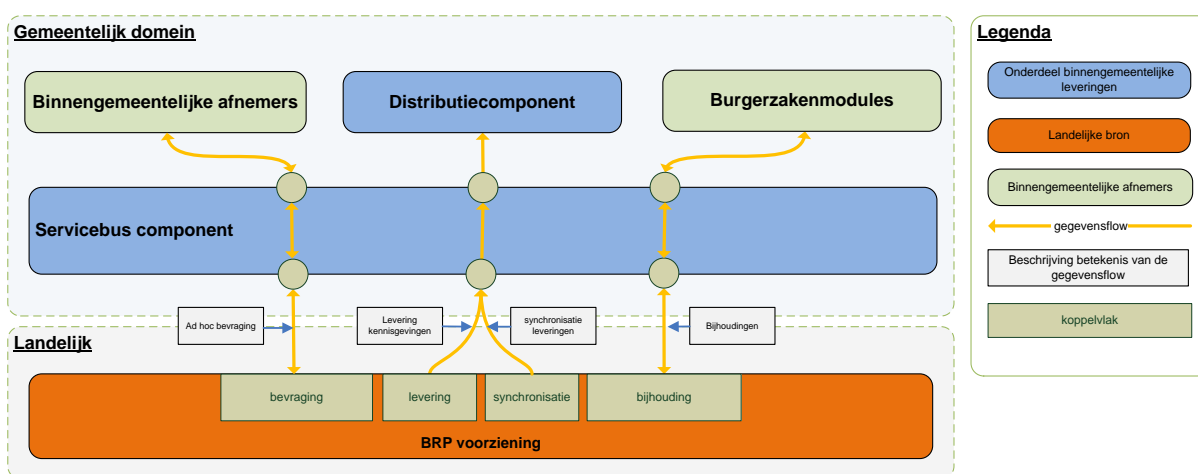 Gemeentelijk domein
Binnengemeentelijke afnemers
Distributiecomponent
Burgerzakenmodules
Servicebus component
Ad hoc bevraging
Levering
kennisgevingen
synchronisatie
leveringen
Bijhoudingen
Landelijk
bevraging
levering
synchronisatie
bijhouding
BRP voorziening
Legenda
Onderdeel binnengemeentelijke
leveringen
Landelijke bron
Binnengemeentelijke afnemers
gegevensflow
Beschrijving betekenis van de
gegevensflow
koppelvlak